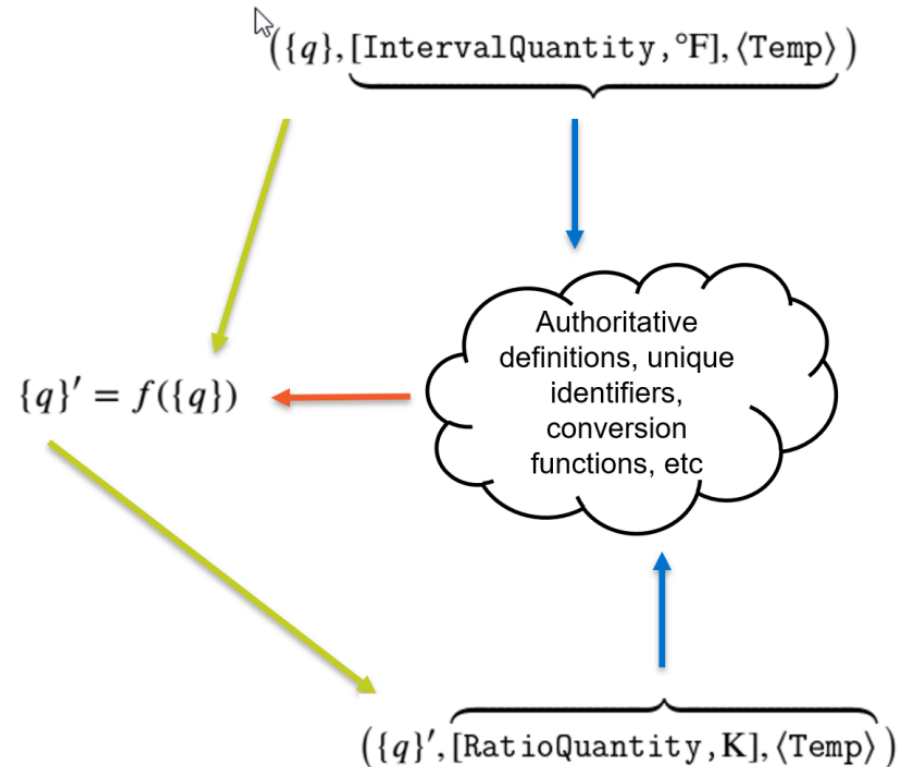 ({q}, [IntervalQuantity, °F], ⟨Temp⟩)
Authoritative
definitions, unique
identifiers,
conversion
functions, etc
{q}′ = f({q})
({q}′, [RatioQuantity, K], ⟨Temp⟩)